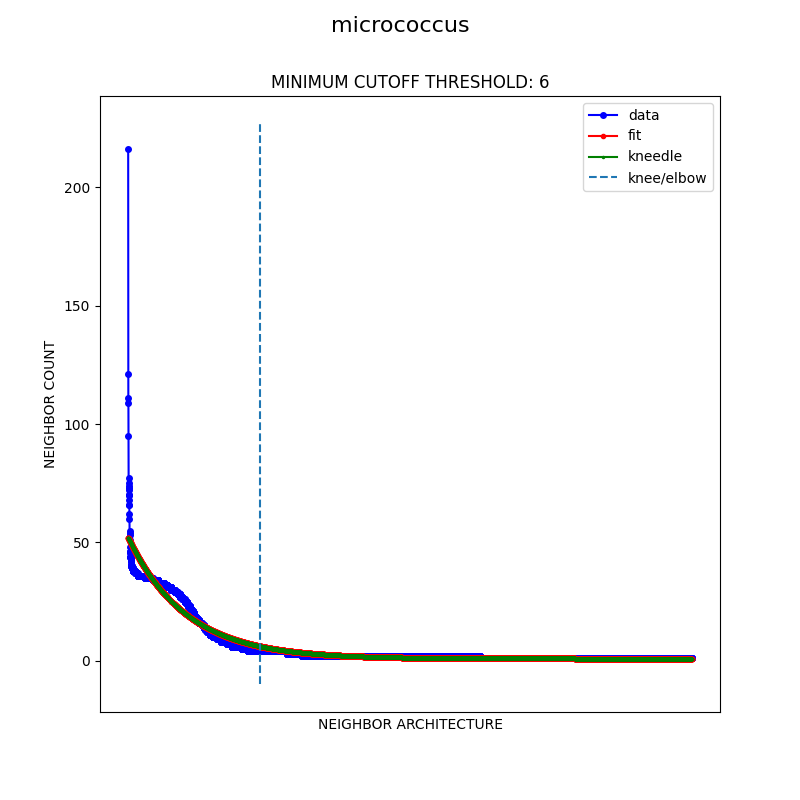 micrococcus
MINIMUM CUTOFF THRESHOLD: 6
data
fit
kneedle
knee/elbow
200
150
100
50
0
NEIGHBOR COUNT
NEIGHBOR ARCHITECTURE